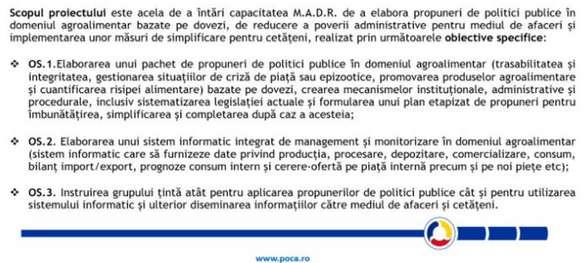 Scopul proiectului este acela de a întări capacitatea M.A.D.R. de a elabora propuneri de politici publice în
domeniul agroalimentar bazate pe dovezi, de reducere a poverii administrative pentru mediul de afaceri și
implementarea unor măsuri de simplificare pentru cetățeni, realizat prin următoarele obiective specifice:
❖ OS.1.Elaborarea unui pachet de propuneri de politici publice în domeniul agroalimentar (trasabilitatea și
integritatea, gestionarea situațiilor de criză de piață sau epizootice, promovarea produselor agroalimentare
și cuantificarea risipei alimentare) bazate pe dovezi, crearea mecanismelor instituționale, administrative și
procedurale, inclusiv sistematizarea legislației actuale și formularea unui plan etapizat de propuneri pentru
îmbunătățirea, simplificarea și completarea după caz a acesteia;
❖ OS.2. Elaborarea unui sistem informatic integrat de management și monitorizare în domeniul agroalimentar
(sistem informatic care să furnizeze date privind producția, procesare, depozitare, comercializare, consum,
bilanț import/export, prognoze consum intern și cerere-ofertă pe piață internă precum și pe noi piețe etc);
❖ OS.3. Instruirea grupului țintă atât pentru aplicarea propunerilor de politici publice cât și pentru utilizarea
sistemului informatic și ulterior diseminarea informațiilor către mediul de afaceri și cetățeni.
www.poca.ro